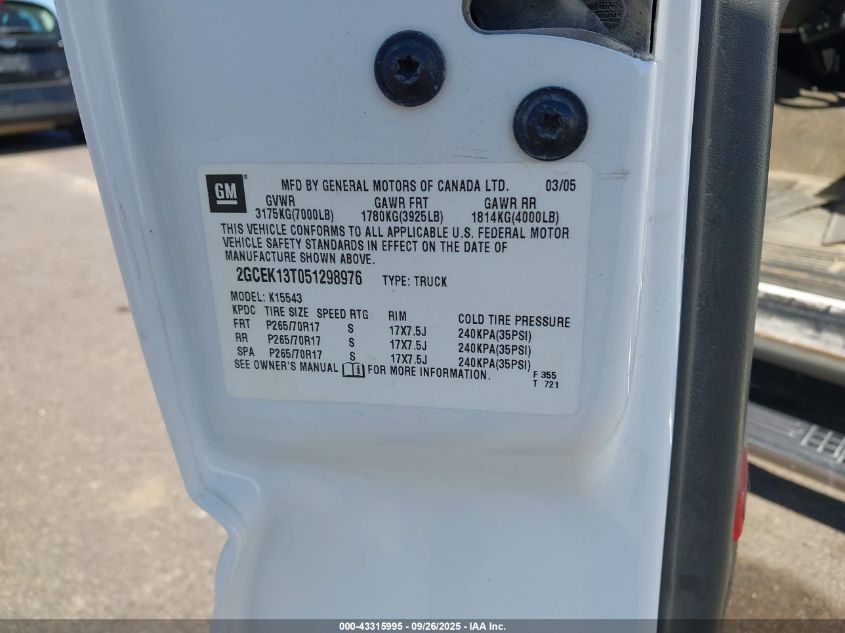 GM
MFD BY GENERAL MOTORS OF CANADA LTD. 03/05
GVWR GAWR FRT GAWR RR
3175KG(7000LB) 1780KG(3925LB) 1814KG(4000LB)
THIS VEHICLE CONFORMS TO ALL APPLICABLE U.S. FEDERAL MOTOR
VEHICLE SAFETY STANDARDS IN EFFECT ON THE DATE OF
MANUFACTURE SHOWN ABOVE.
2GCEK13T051298976 TYPE: TRUCK
MODEL: K15543
KPDC TIRE SIZE SPEED RTG RIM COLD TIRE PRESSURE
FRT P265/70R17 S 17X7.5J 240KPA(35PSI)
RR P265/70R17 S 17X7.5J 240KPA(35PSI)
SPA P265/70R17 S 17X7.5J 240KPA(35PSI)
SEE OWNER'S MANUAL FOR MORE INFORMATION. F 355
T 721
000-43315995 - 09/26/2025 - IAA Inc.